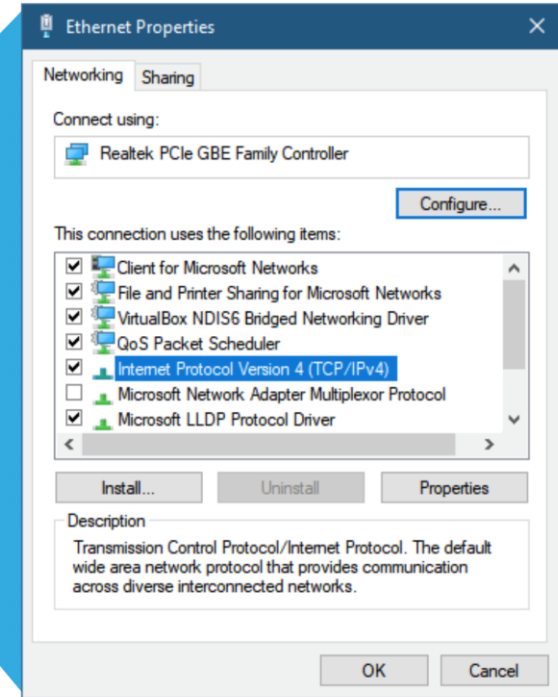 Ethernet Properties
Networking
Sharing
Connect using:
Realtek PCIe GBE Family Controller
Configure...
This connection uses the following items:
Client for Microsoft Networks
File and Printer Sharing for Microsoft Networks
VirtualBox NDIS6 Bridged Networking Driver
QoS Packet Scheduler
Internet Protocol Version 4 (TCP/IPv4)
Microsoft Network Adapter Multiplexor Protocol
Microsoft LLDP Protocol Driver
Install...
Uninstall
Properties
Description
Transmission Control Protocol/Internet Protocol. The default
wide area network protocol that provides communication
across diverse interconnected networks.
OK
Cancel